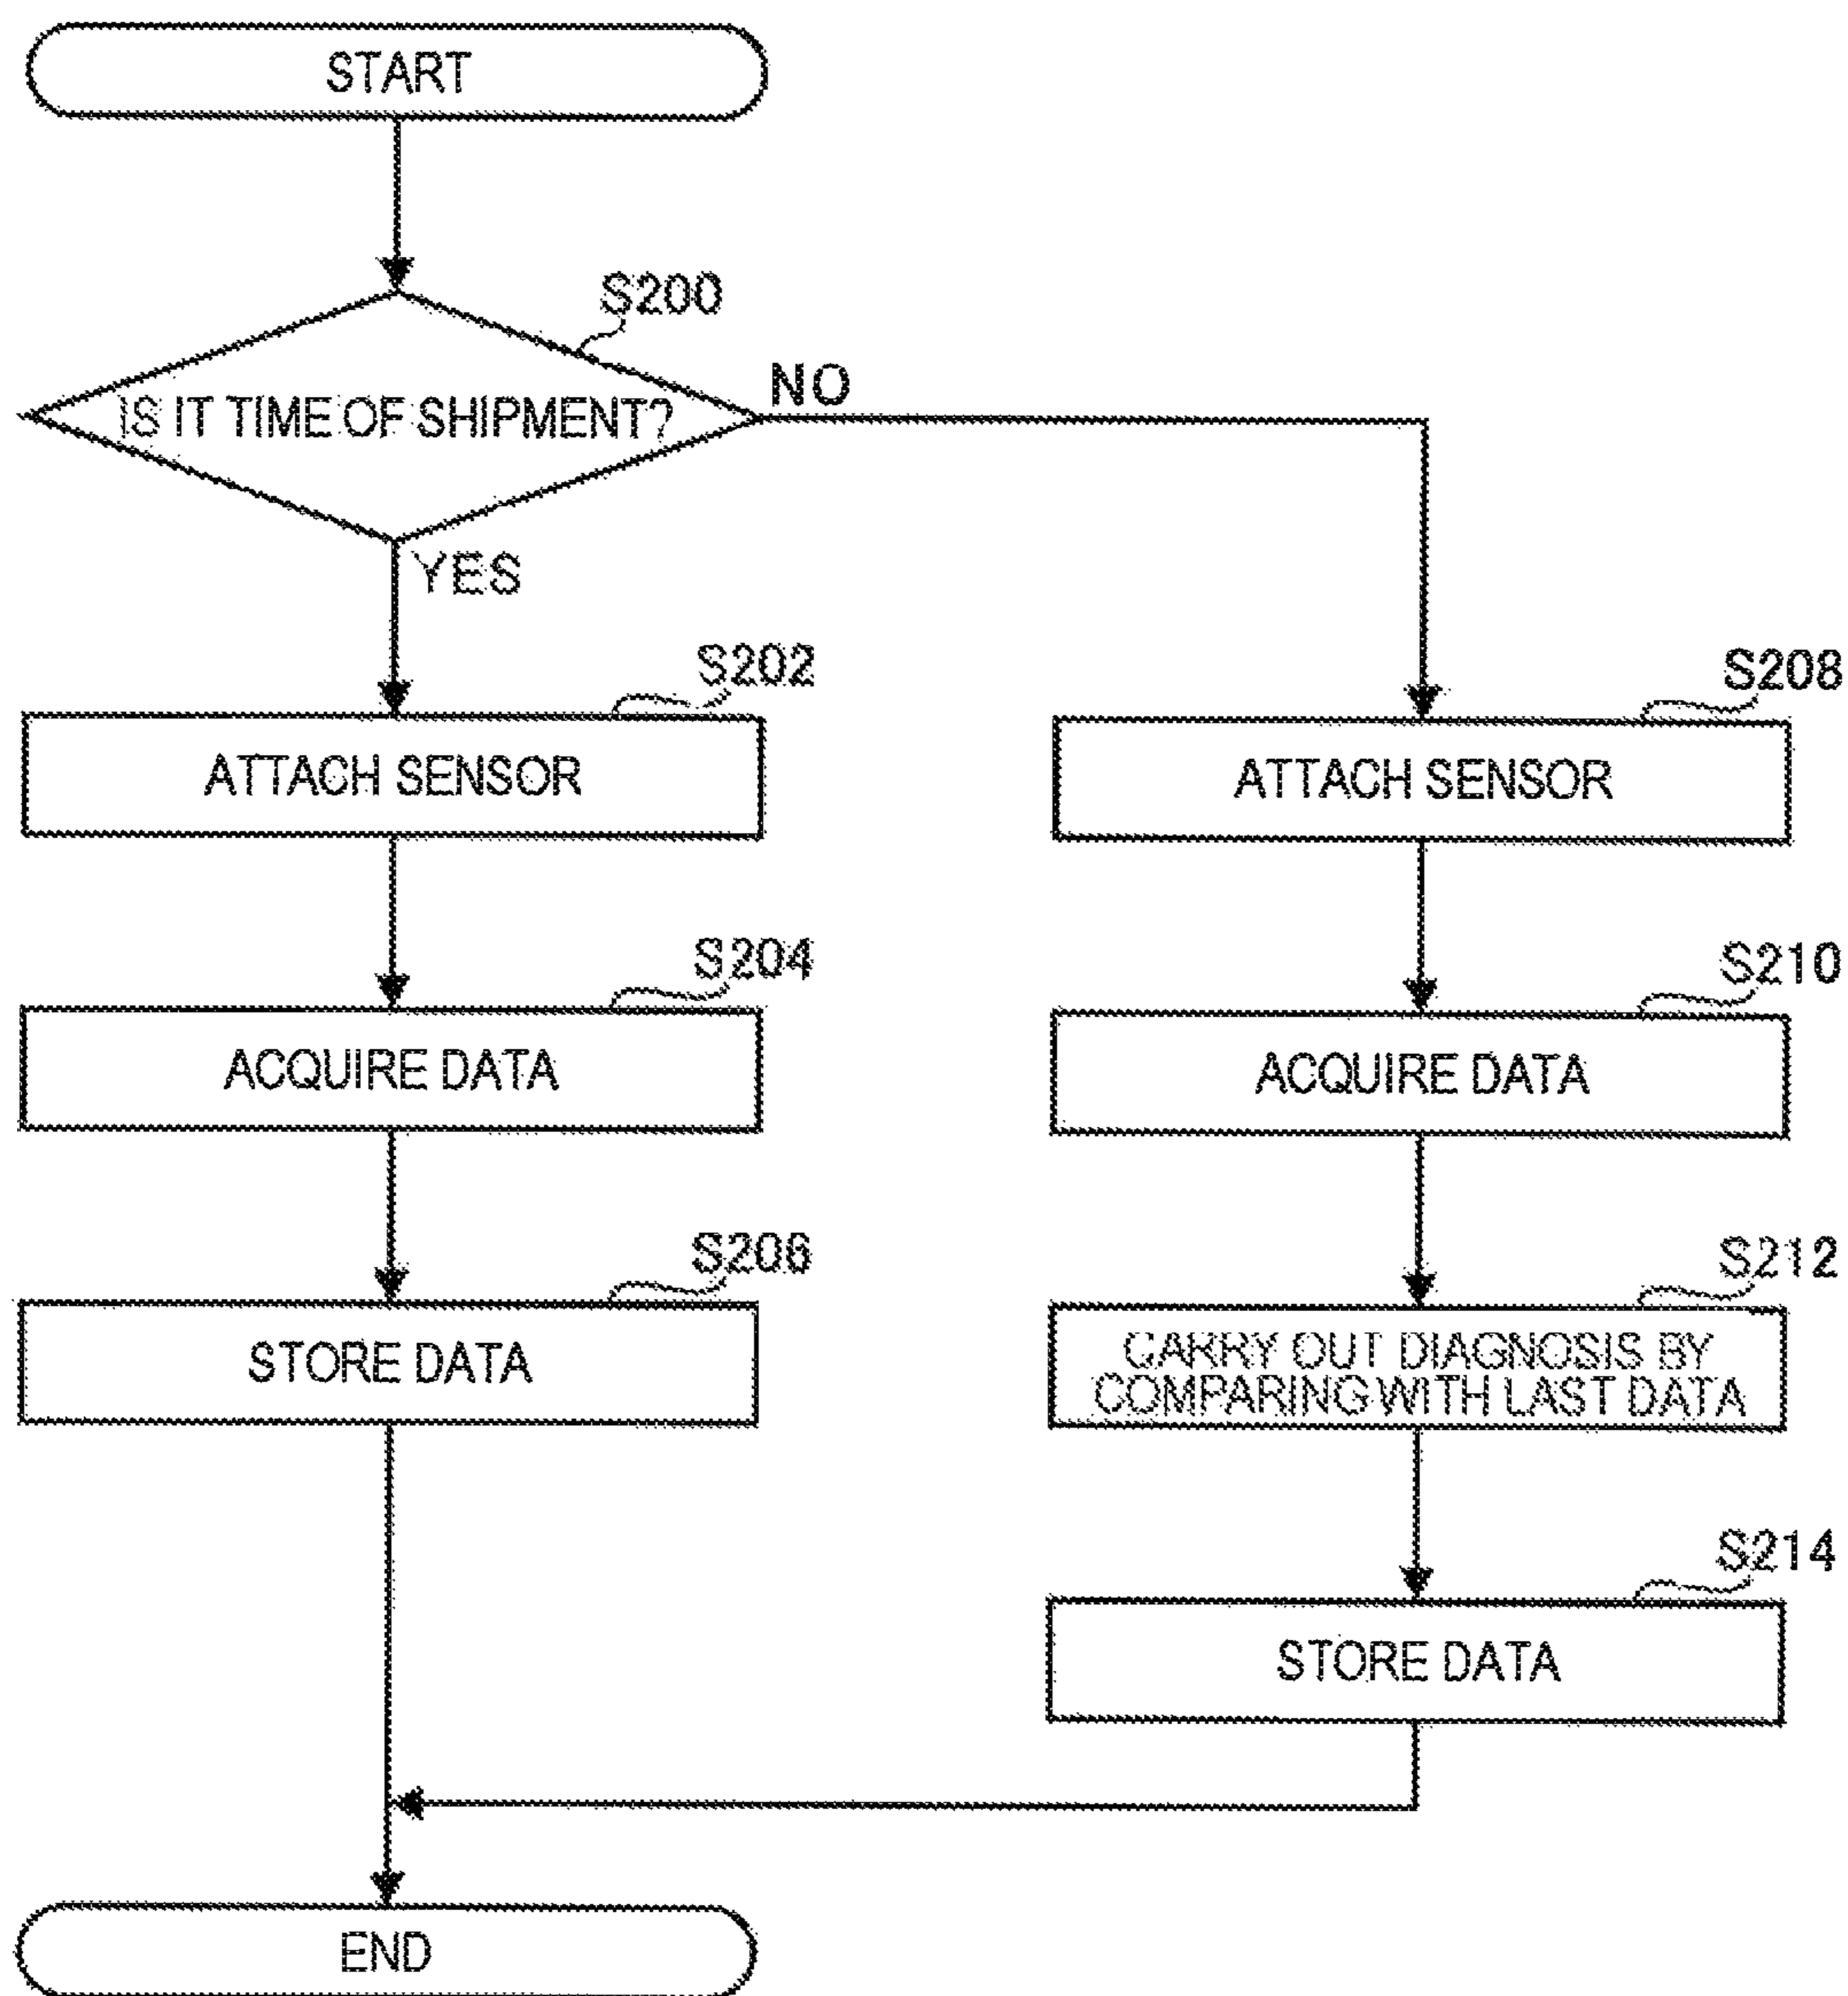 START
S200
IS IT TIME OF SHIPMENT?
NO
YES
S202
ATTACH SENSOR
S204
ACQUIRE DATA
S206
STORE DATA
S208
ATTACH SENSOR
S210
ACQUIRE DATA
S212
CARRY OUT DIAGNOSIS BY
COMPARING WITH LAST DATA
S214
STORE DATA
END